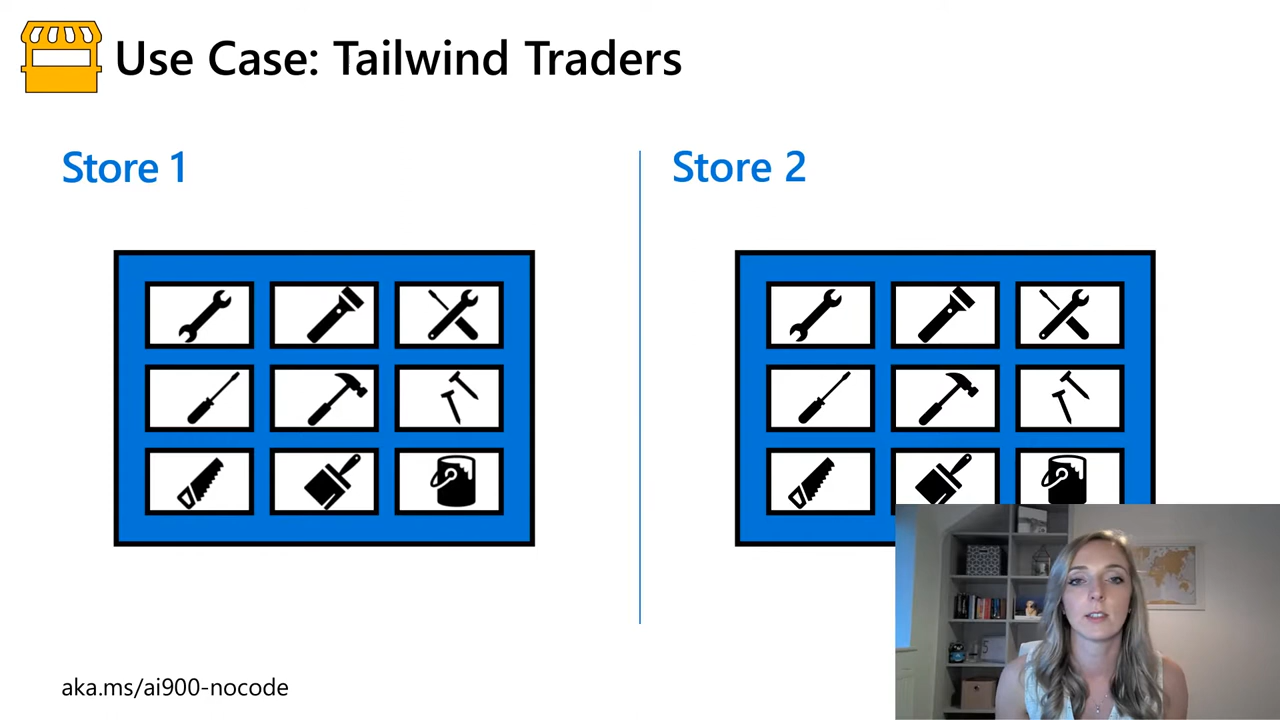 Use Case: Tailwind Traders
Store 1
Store 2
aka.ms/ai900-nocode